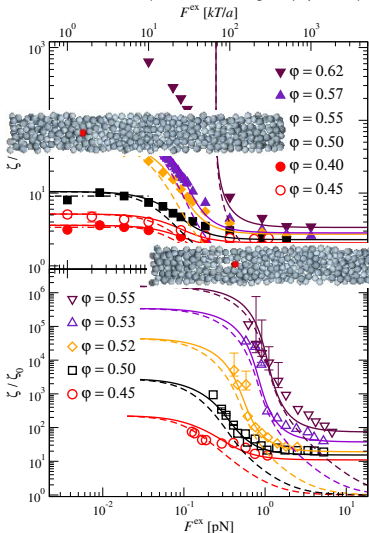 F^ex [kT/a]
10^0 10^1 10^2 10^3
10^3
φ = 0.62
φ = 0.57
φ = 0.55
φ = 0.50
φ = 0.40
φ = 0.45
ζ /
10^1
10^0
10^6
φ = 0.55
10^5
φ = 0.53
10^4
φ = 0.52
ζ / ζ_0
10^3
φ = 0.50
10^2
φ = 0.45
10^1
10^0
10^-2 10^-1 10^0 10^1
F^ex [pN]